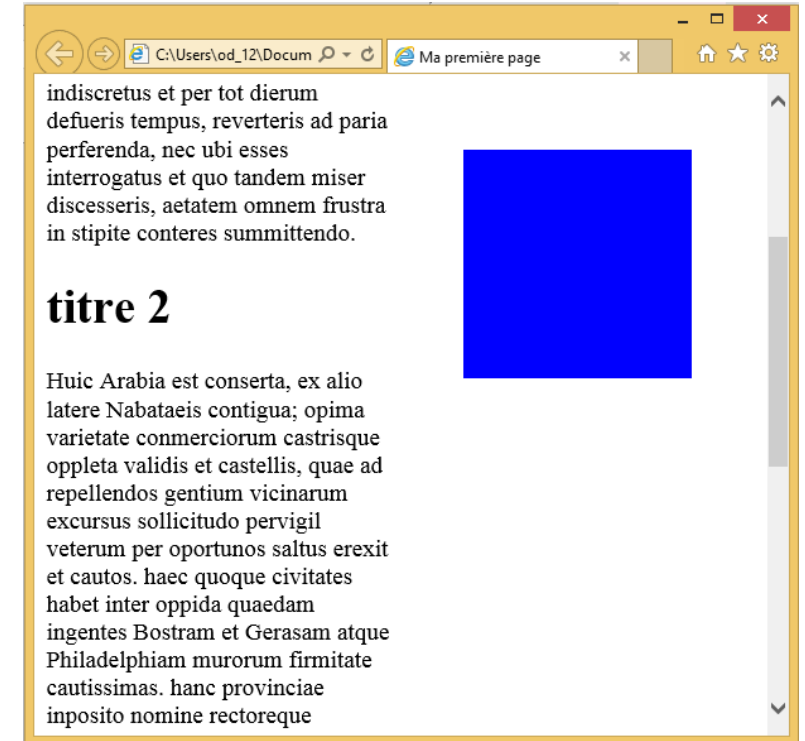 C:\Users\od_12\Docum
Ma première page
indiscretus et per tot dierum
defueris tempus, reverteris ad paria
perferenda, nec ubi esses
interrogatus et quo tandem miser
discesseris, aetatem omnem frustra
in stipite conteres summittendo.
titre 2
Huic Arabia est conserta, ex alio
latere Nabataeis contigua; opima
varietate conmerciorum castrisque
oppleta validis et castellis, quae ad
repellendos gentium vicinarum
excursus sollicitudo pervigil
veterum per oportunos saltus erexit
et cautos. haec quoque civitates
habet inter oppida quaedam
ingentes Bostram et Gerasam atque
Philadelphiam murorum firmitate
cautissimas. hanc provinciae
inposito nomine rectoreque